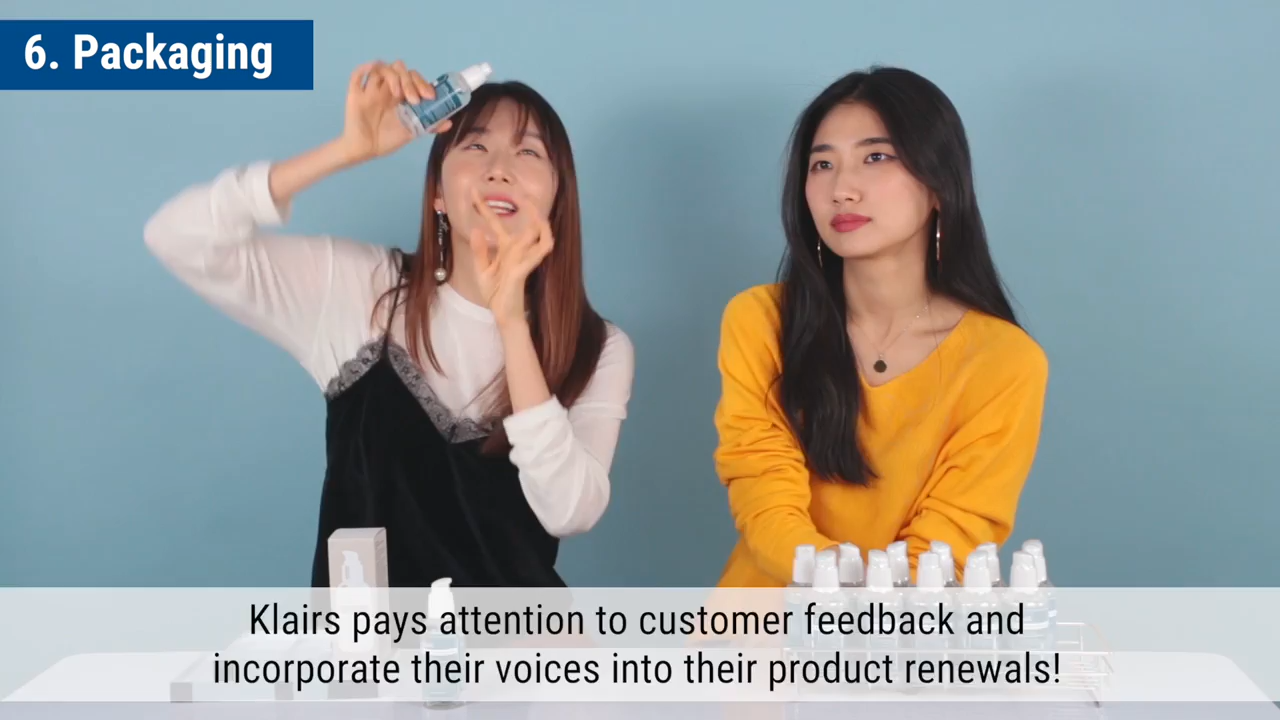 6. Packaging
Klairs pays attention to customer feedback and
incorporate their voices into their product renewals!